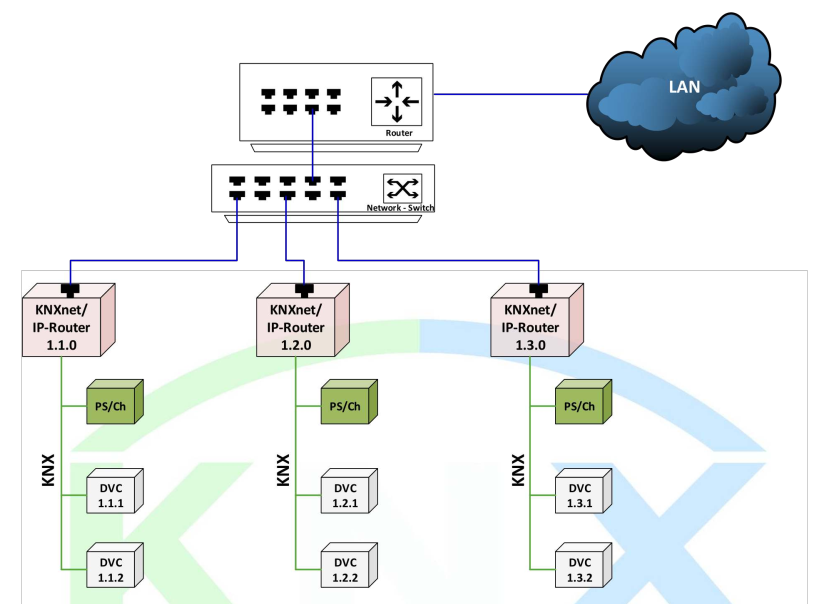 LAN
Router
Network - Switch
KNXnet/
IP-Router
1.1.0
KNXnet/
IP-Router
1.2.0
KNXnet/
IP-Router
1.3.0
PS/Ch
PS/Ch
PS/Ch
KNX
KNX
KNX
DVC
1.1.1
DVC
1.2.1
DVC
1.3.1
DVC
1.1.2
DVC
1.2.2
DVC
1.3.2
KNX